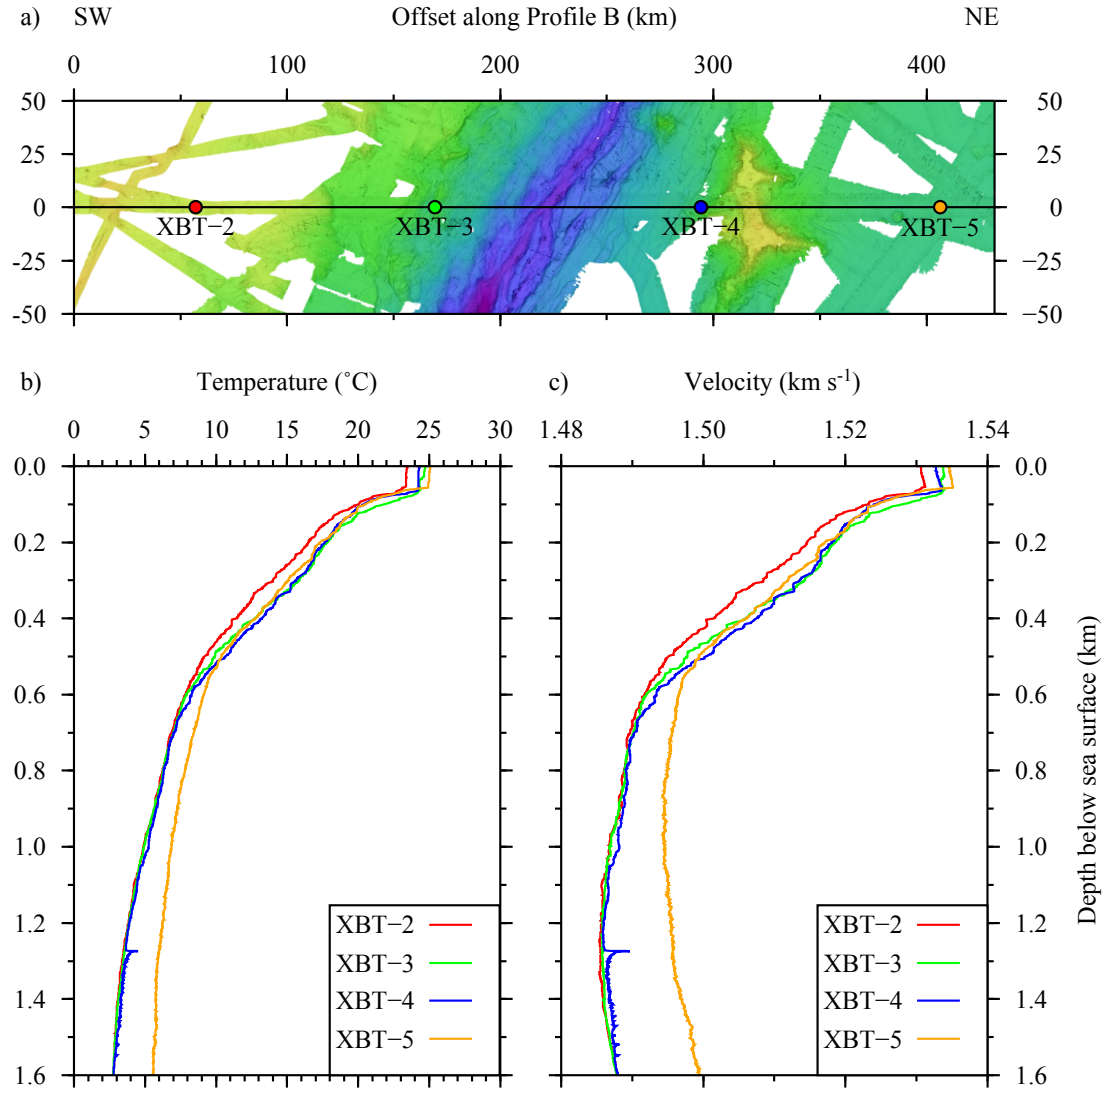 a) SW Offset along Profile B (km) NE
0 100 200 300 400
50 50
25 25
0 0
XBT−2 XBT−3 XBT−4 XBT−5
-25 −25
-50 −50
b) Temperature (˚C) c) Velocity (km s-1)
0 5 10 15 20 25 30 1.48 1.50 1.52 1.54
0.0 0.0
0.2 0.2
0.4 0.4
0.6 0.6
0.8 0.8
1.0 1.0
1.2 1.2
1.4 1.4
1.6 1.6
Depth below sea surface (km)
XBT−2
XBT−3
XBT−4
XBT−5
XBT−2
XBT−3
XBT−4
XBT−5